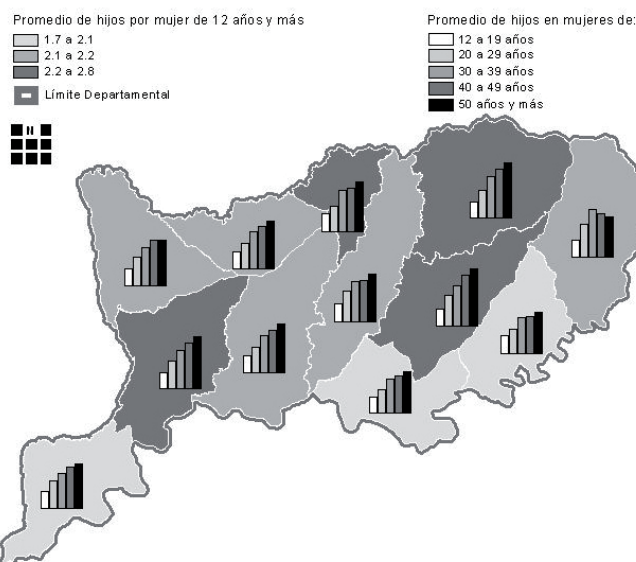 Promedio de hijos por mujer de 12 años y más
1.7 a 2.1
2.1 a 2.2
2.2 a 2.8
Límite Departamental
N
Promedio de hijos en mujeres de:
12 a 19 años
20 a 29 años
30 a 39 años
40 a 49 años
50 años y más